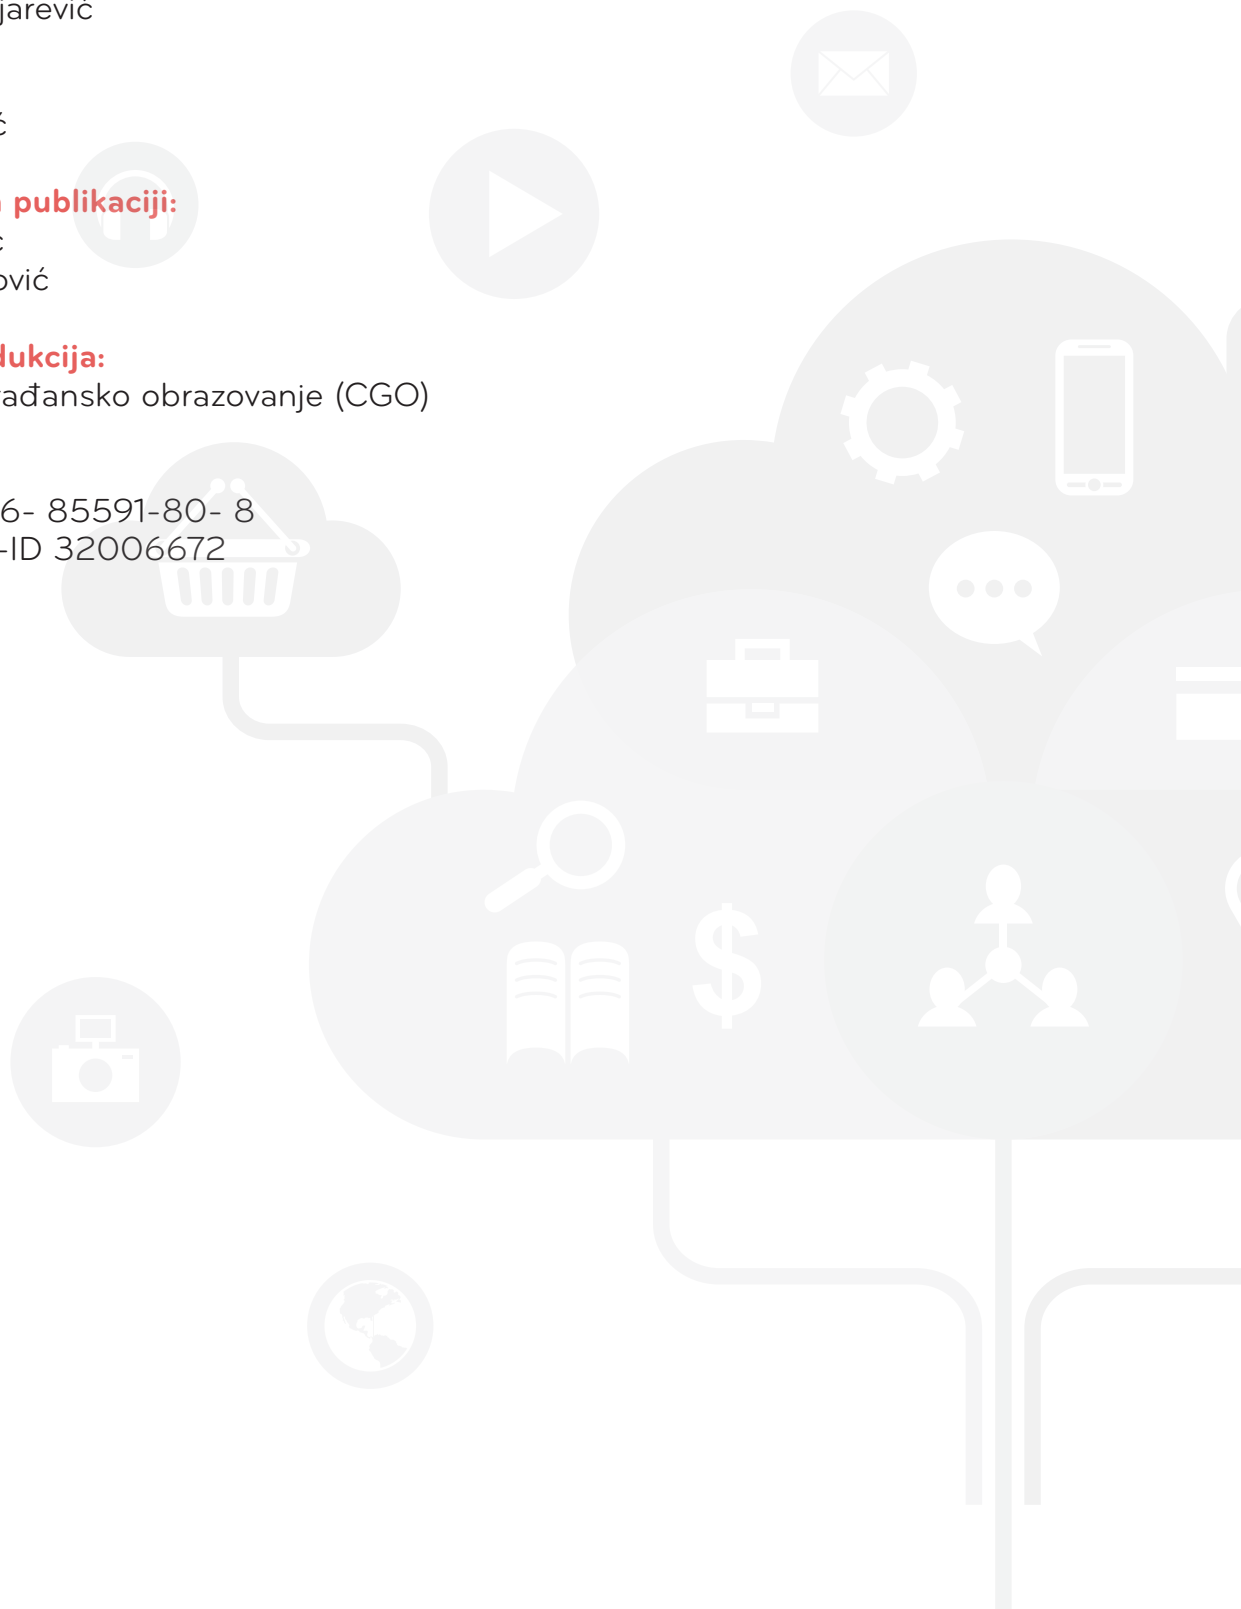 jarević
ć
publikaciji:
ć
ović
dukcija:
rađansko obrazovanje (CGO)
6- 85591-80- 8
-ID 32006672
$